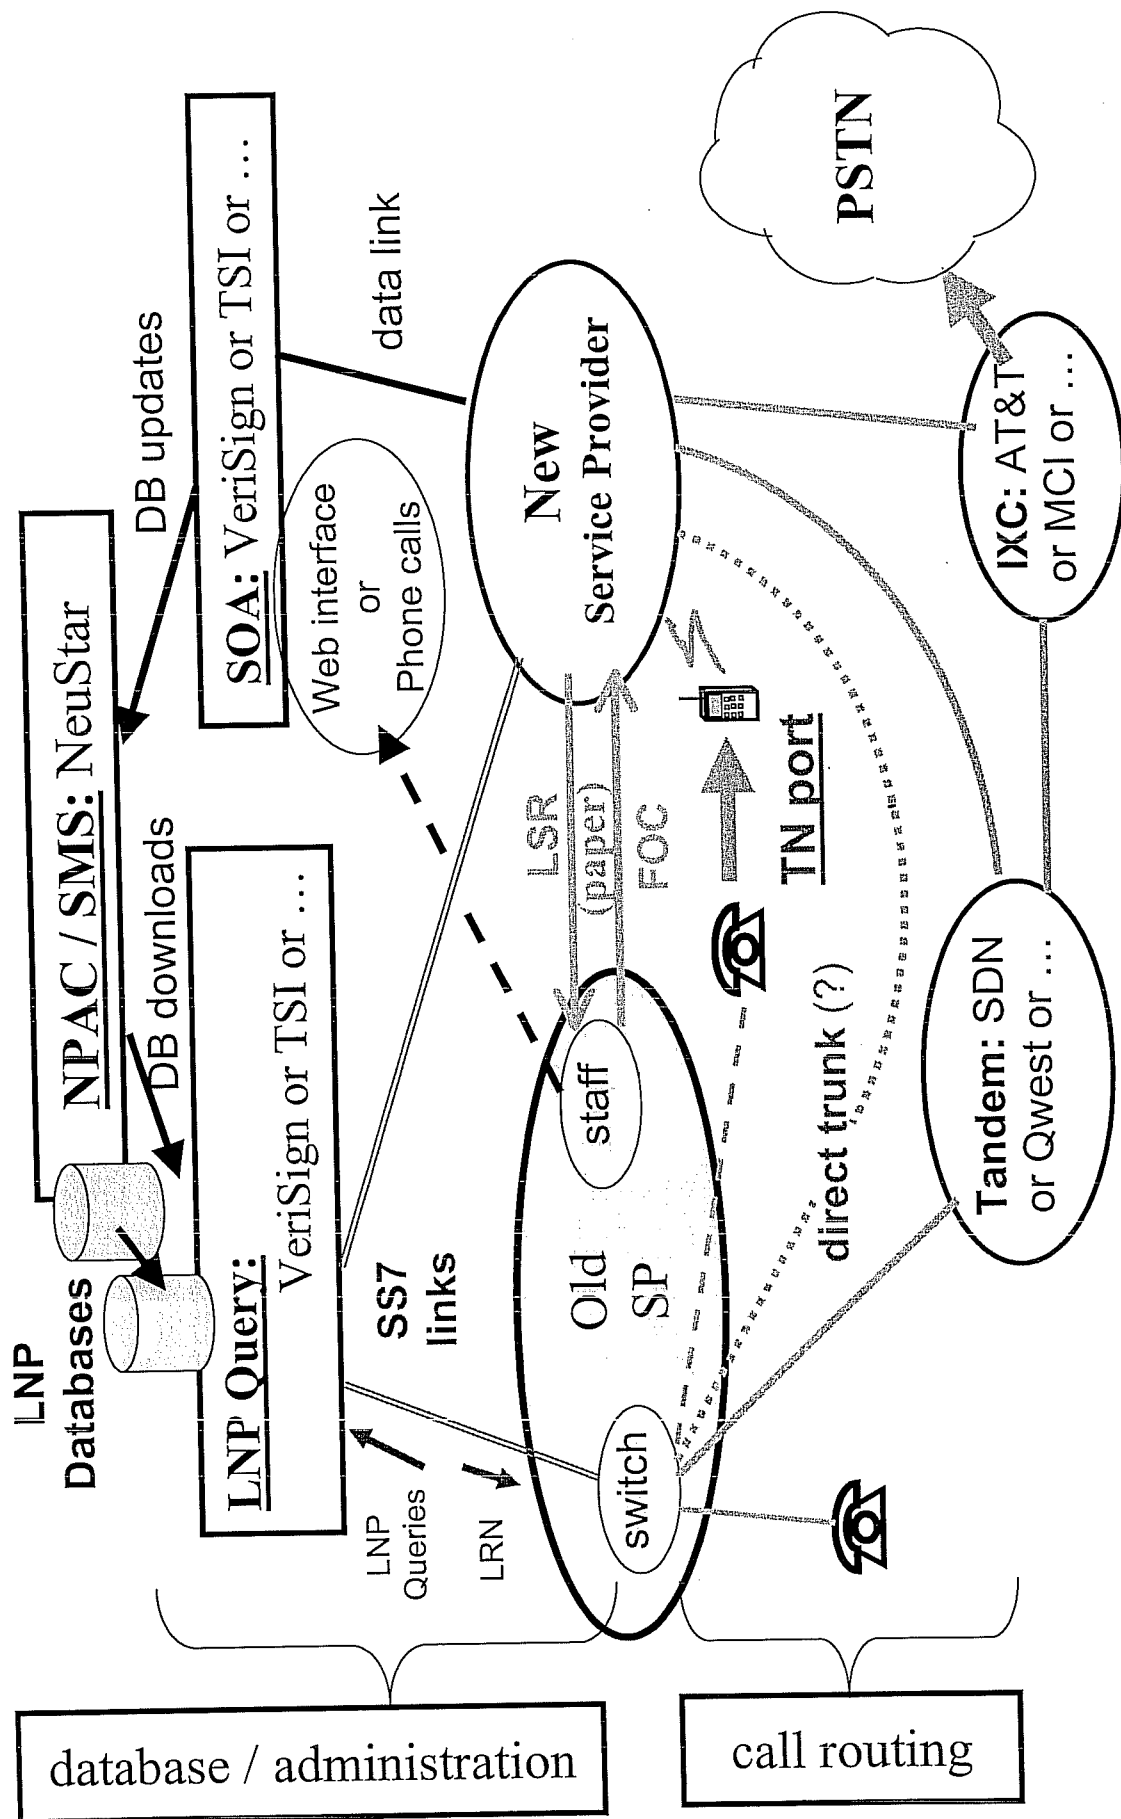 LNP
Databases
NPAC / SMS: NeuStar
DB updates
DB downloads
LNP Query:
VeriSign or TSI or ...
SOA: VeriSign or TSI or ...
Web interface
or
Phone calls
data link
SS7
links
LNP
Queries
LRN
database / administration
Old
SP
staff
switch
LSR
(paper)
FOC
New
Service Provider
TN port
direct trunk (?)
call routing
Tandem: SDN
or Qwest or ...
IXC: AT&T
or MCI or ...
PSTN